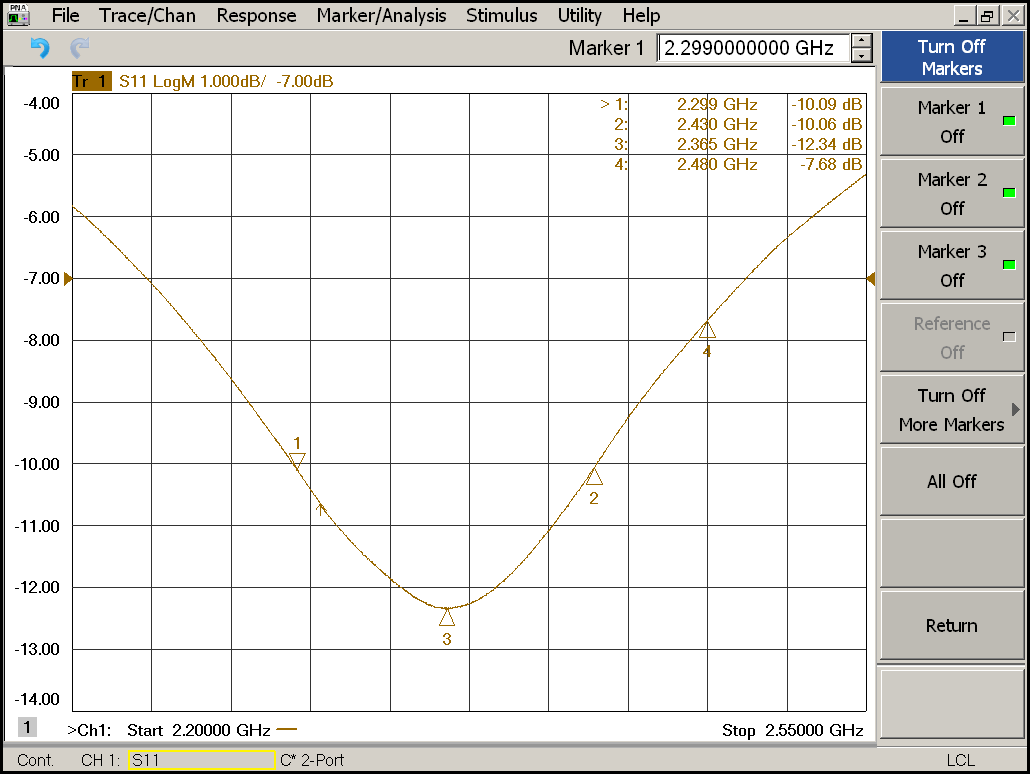 PNA
File Trace/Chan Response Marker/Analysis Stimulus Utility Help
Marker 1 2.2990000000 GHz
Turn Off
Markers
Tr 1 S11 LogM 1.000dB/ -7.00dB
-4.00
-5.00
-6.00
-7.00
-8.00
-9.00
-10.00
-11.00
-12.00
-13.00
-14.00
> 1: 2.299 GHz -10.09 dB
2: 2.430 GHz -10.06 dB
3: 2.365 GHz -12.34 dB
4: 2.480 GHz -7.68 dB
1
2
3
4
1 >Ch1: Start 2.20000 GHz Stop 2.55000 GHz
Marker 1
Off
Marker 2
Off
Marker 3
Off
Reference
Off
Turn Off
More Markers
All Off
Return
Cont. CH 1: S11 C* 2-Port LCL